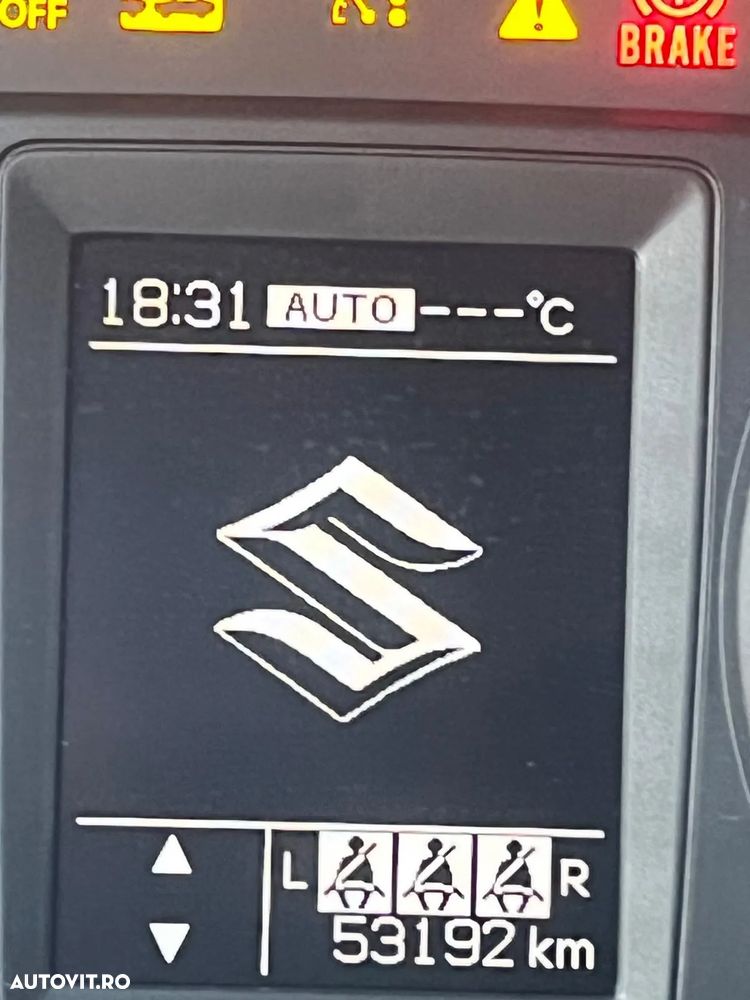 OFF
BRAKE
18:31 AUTO ---°C
L R
53192 km
AUTOVIT.RO